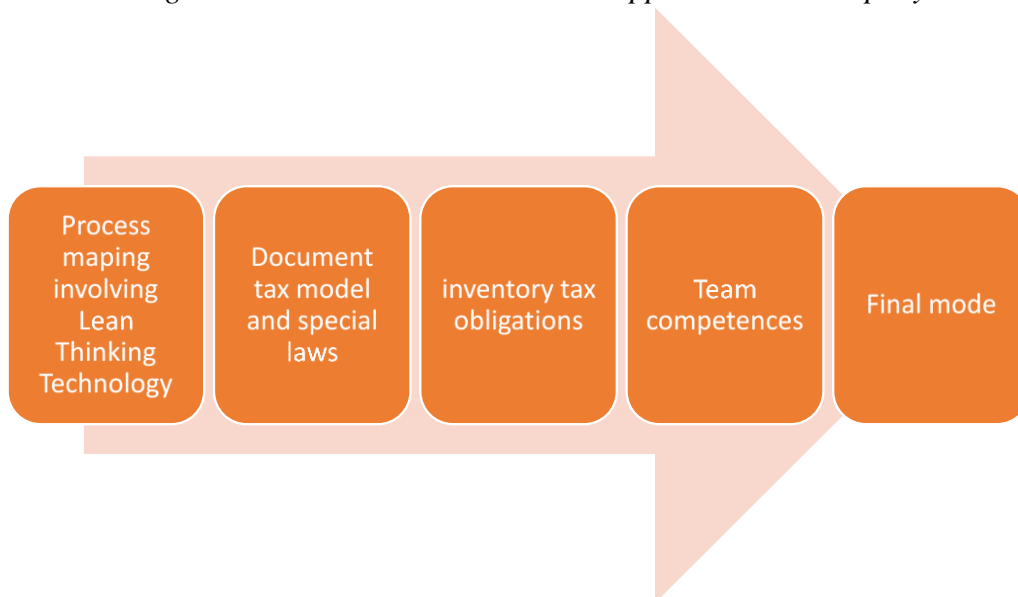 Process
maping
involving
Lean
Thinking
Technology
Document
tax model
and special
laws
inventory tax
obligations
Team
competences
Final mode